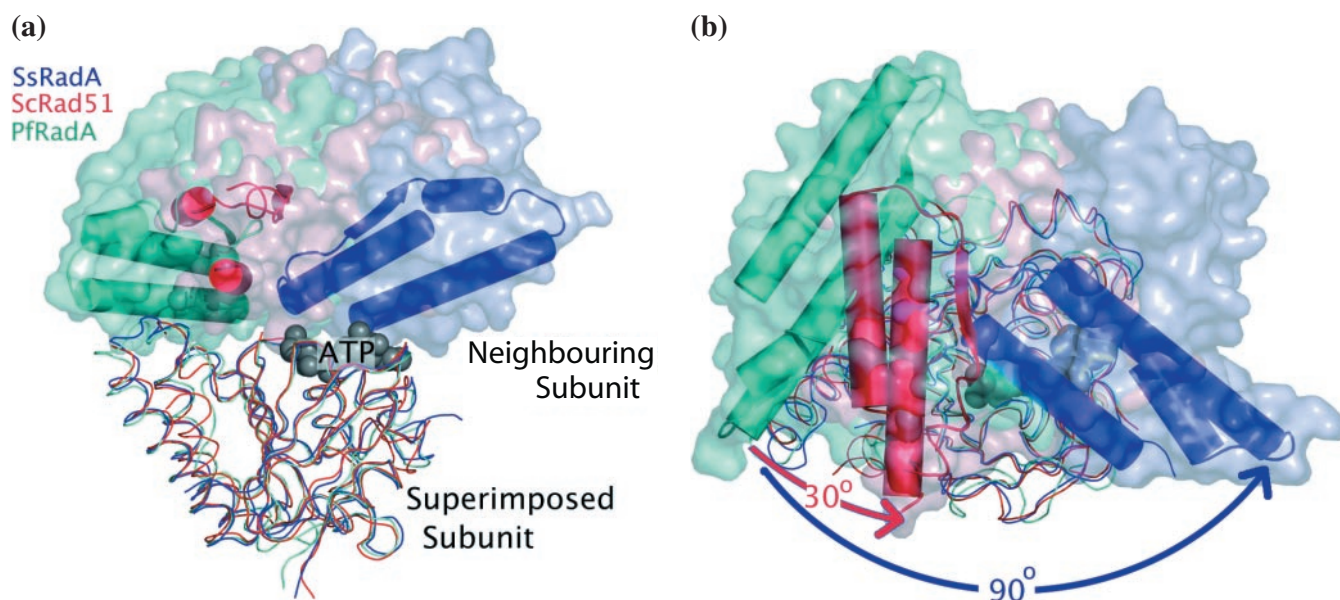 (a)
SsRadA
ScRad51
PfRadA
ATP
Neighbouring
Subunit
Superimposed
Subunit
(b)
30°
90°